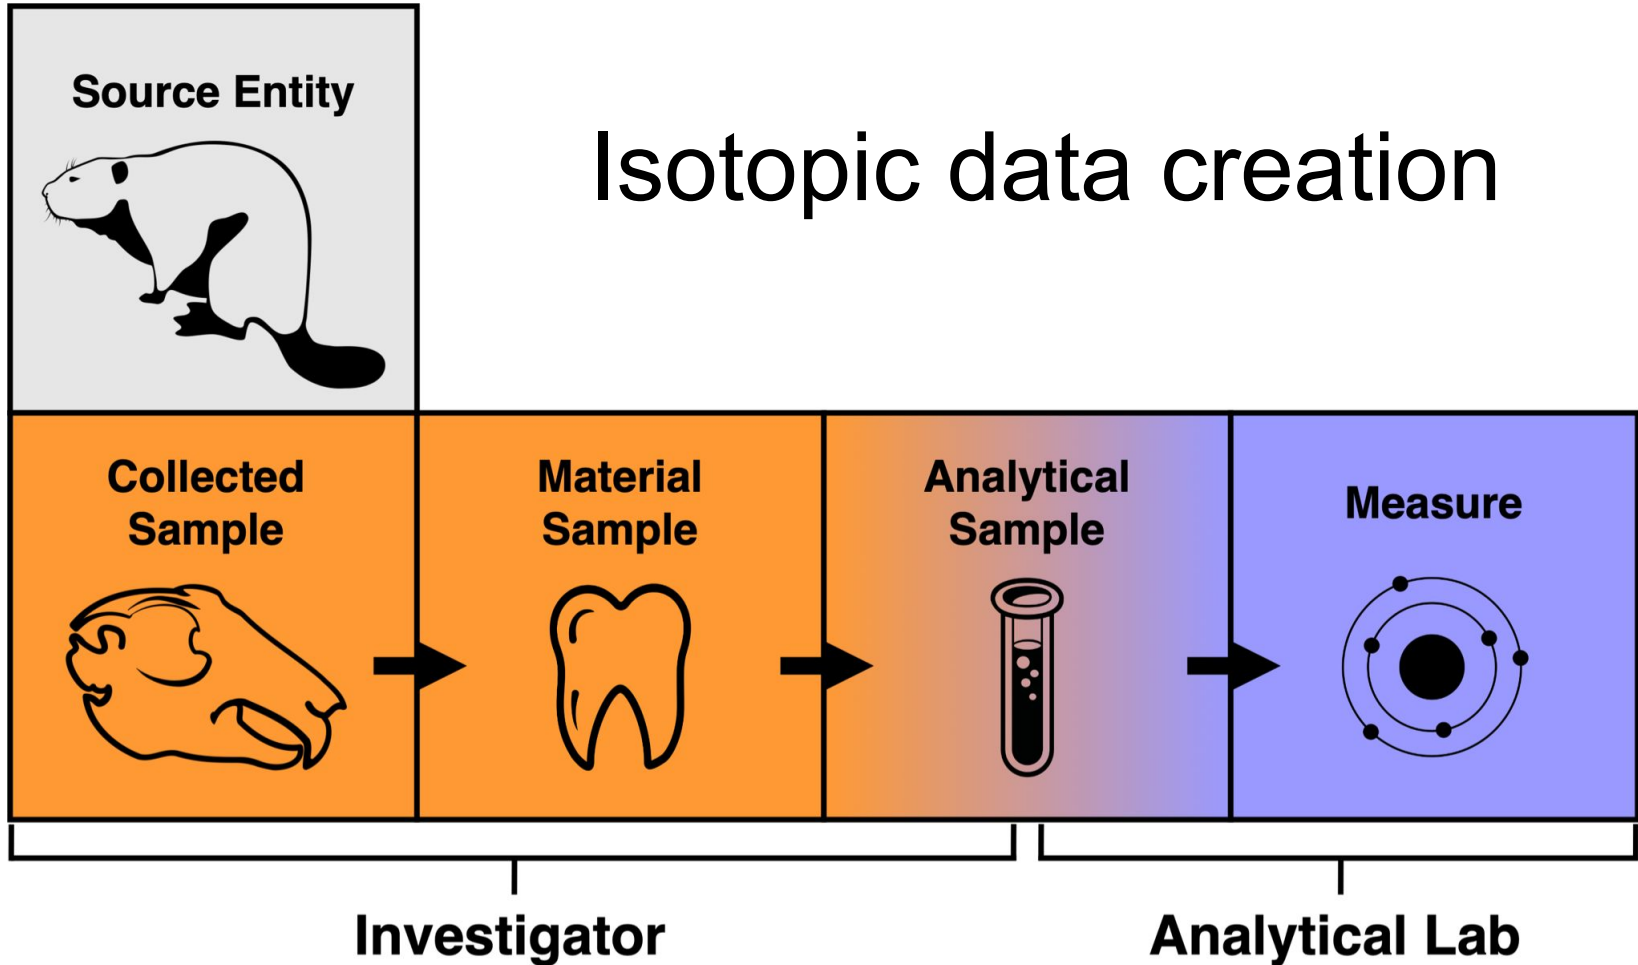 Source Entity
Isotopic data creation
Collected
Sample
Material
Sample
Analytical
Sample
Measure
Investigator
Analytical Lab